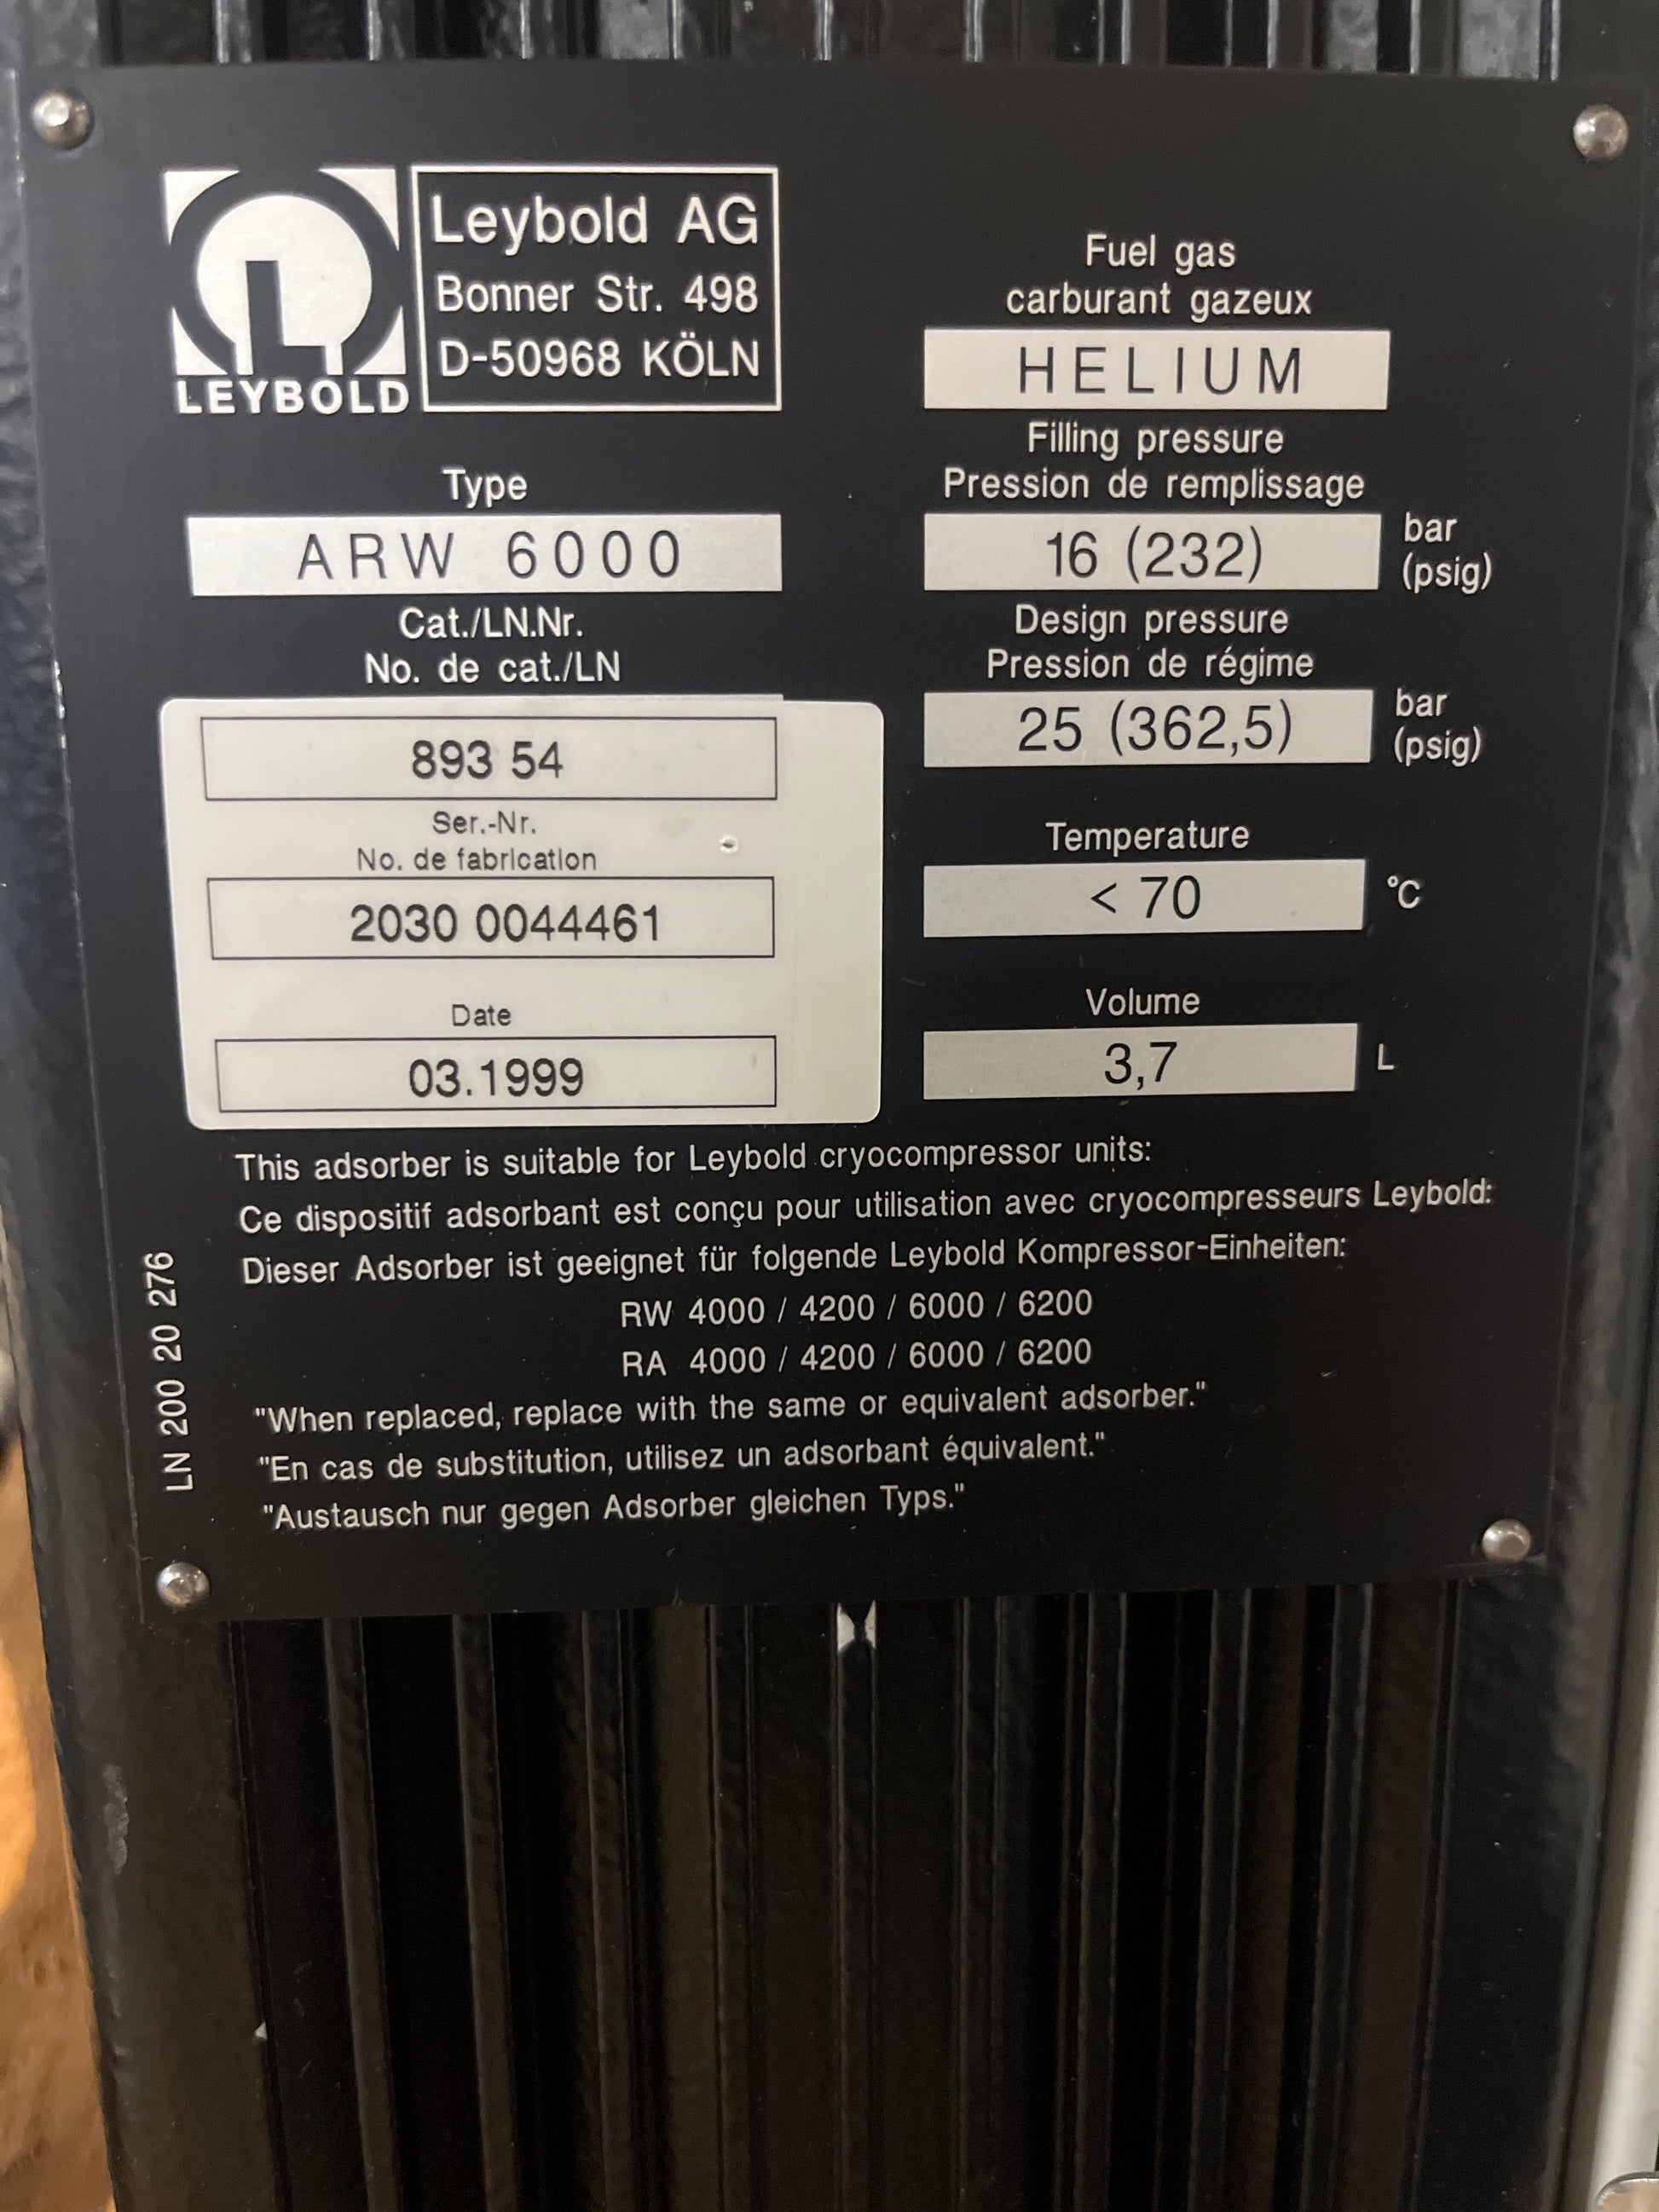 LEYBOLD
Leybold AG
Bonner Str. 498
D-50968 KÖLN
Type
ARW 6000
Cat./LN.Nr.
No. de cat./LN
893 54
Ser.-Nr.
No. de fabrication
2030 0044461
Date
03.1999
Fuel gas
carburant gazeux
HELIUM
Filling pressure
Pression de remplissage
16 (232) bar
(psig)
Design pressure
Pression de régime
25 (362,5) bar
(psig)
Temperature
< 70 °C
Volume
3,7 L
This adsorber is suitable for Leybold cryocompressor units:
Ce dispositif adsorbant est conçu pour utilisation avec cryocompresseurs Leybold:
Dieser Adsorber ist geeignet für folgende Leybold Kompressor-Einheiten:
RW 4000 / 4200 / 6000 / 6200
RA 4000 / 4200 / 6000 / 6200
"When replaced, replace with the same or equivalent adsorber."
"En cas de substitution, utilisez un adsorbant équivalent."
"Austausch nur gegen Adsorber gleichen Typs."
LN 200 20 276